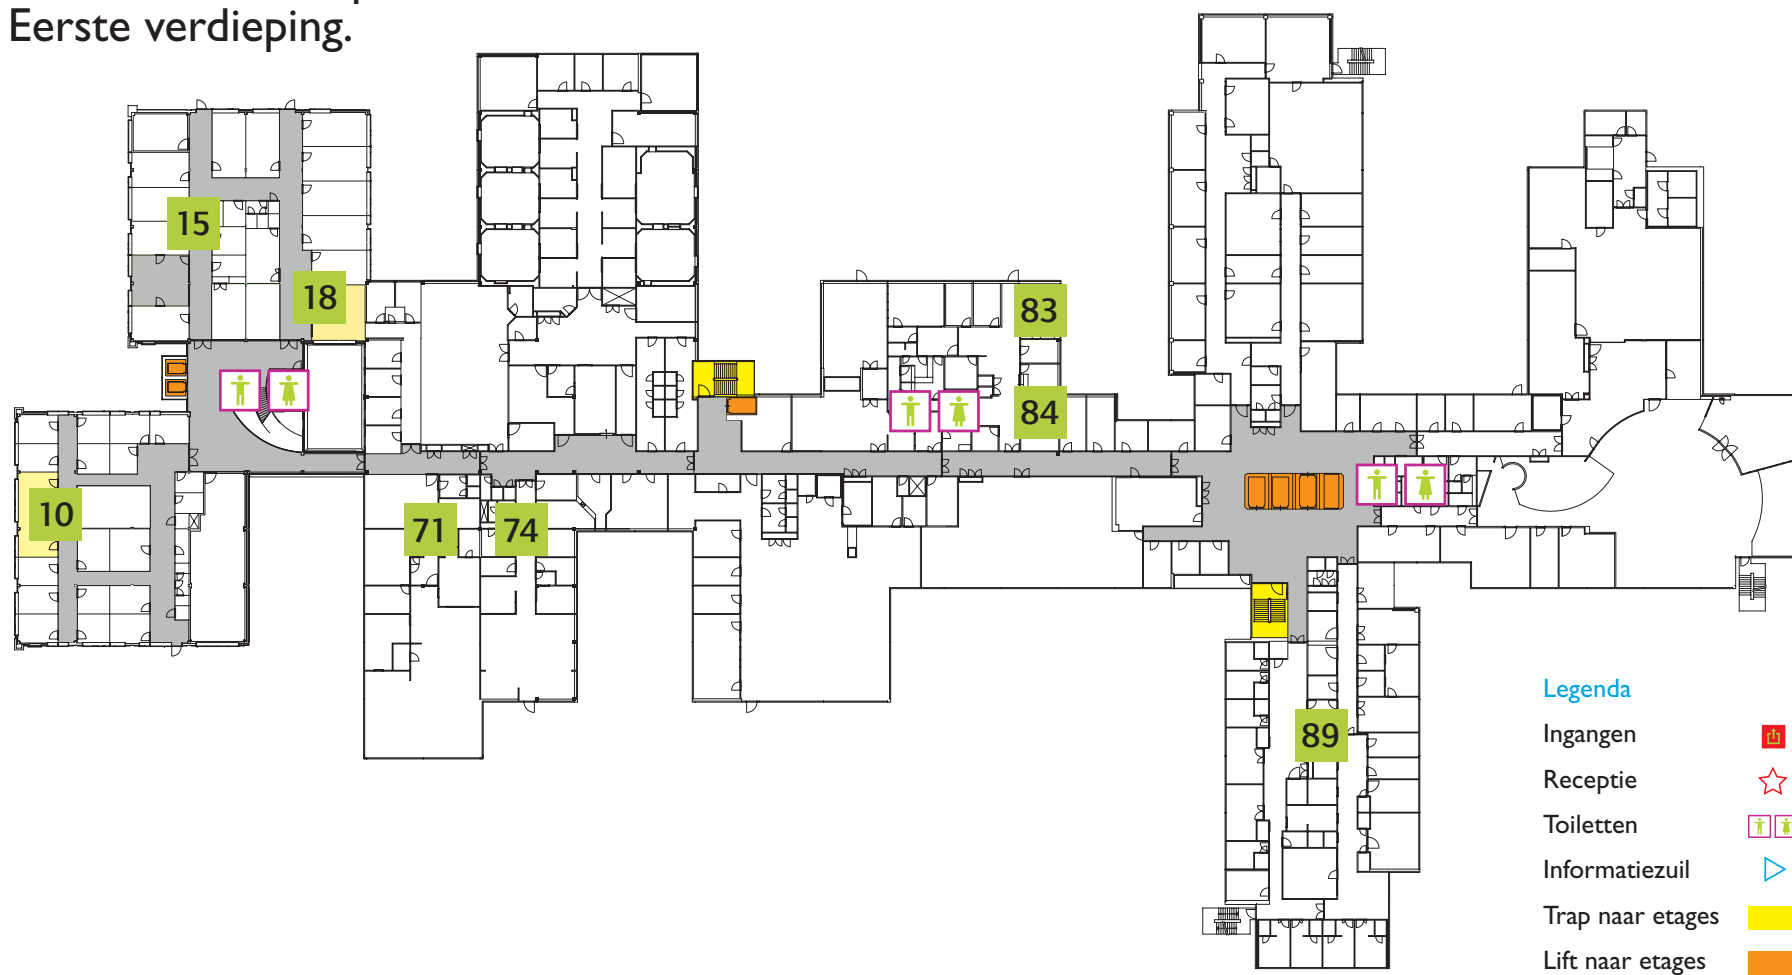 Eerste verdieping.
15
18
83
84
10
71
74
89
Legenda
Ingangen
Receptie
Toiletten
Informatiezuil
Trap naar etages
Lift naar etages